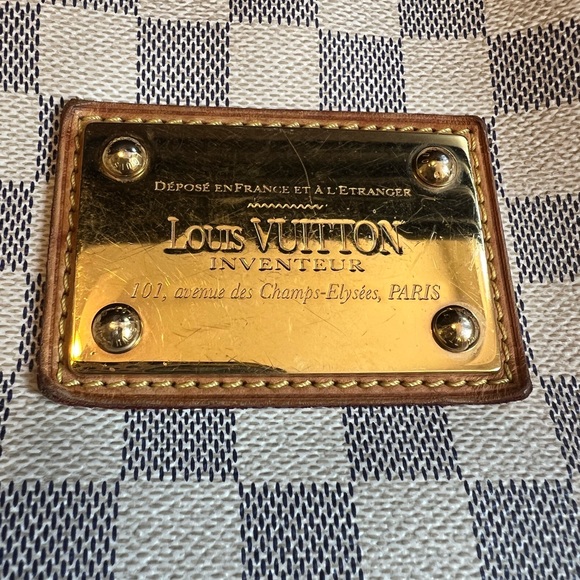 DÉPOSÉ EN FRANCE ET À L'ETRANGER
LOUIS VUITTON
INVENTEUR
101, avenue des Champs-Elysées, PARIS